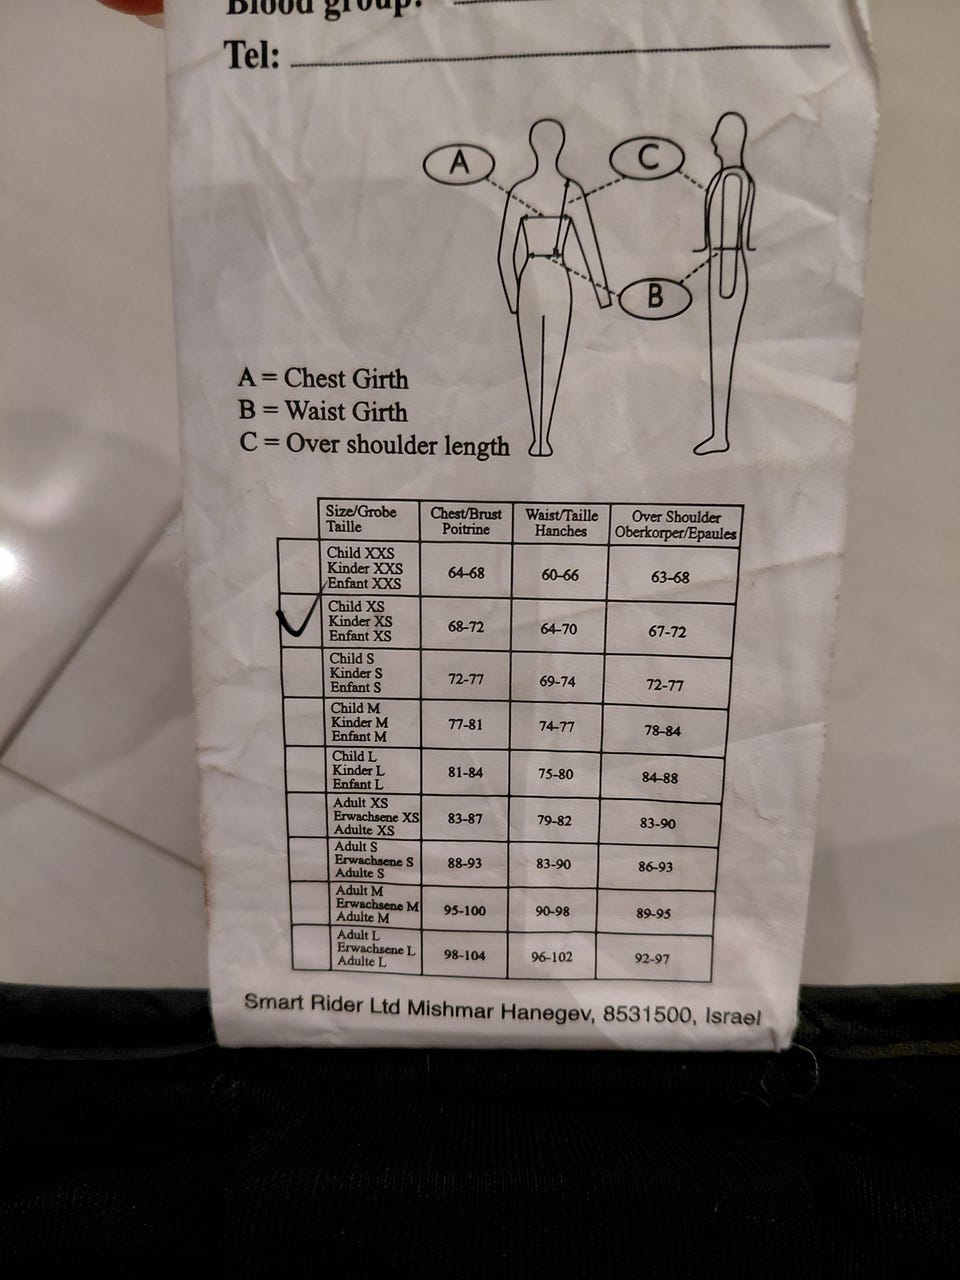 Blood group:
Tel:
A
C
B
A = Chest Girth
B = Waist Girth
C = Over shoulder length
Size/Grobe Taille | Chest/Brust Poitrine | Waist/Taille Hanches | Over Shoulder Oberkorper/Epaules
Child XXS
Kinder XXS 64-68 60-66 63-68
Enfant XXS
Child XS
Kinder XS 68-72 64-70 67-72
Enfant XS
Child S
Kinder S 72-77 69-74 72-77
Enfant S
Child M
Kinder M 77-81 74-77 78-84
Enfant M
Child L
Kinder L 81-84 75-80 84-88
Enfant L
Adult XS
Erwachsene XS 83-87 79-82 83-90
Adulte XS
Adult S
Erwachsene S 88-93 83-90 86-93
Adulte S
Adult M
Erwachsene M 95-100 90-98 89-95
Adulte M
Adult L
Erwachsene L 98-104 96-102 92-97
Adulte L
Smart Rider Ltd Mishmar Hanegev, 8531500, Israel